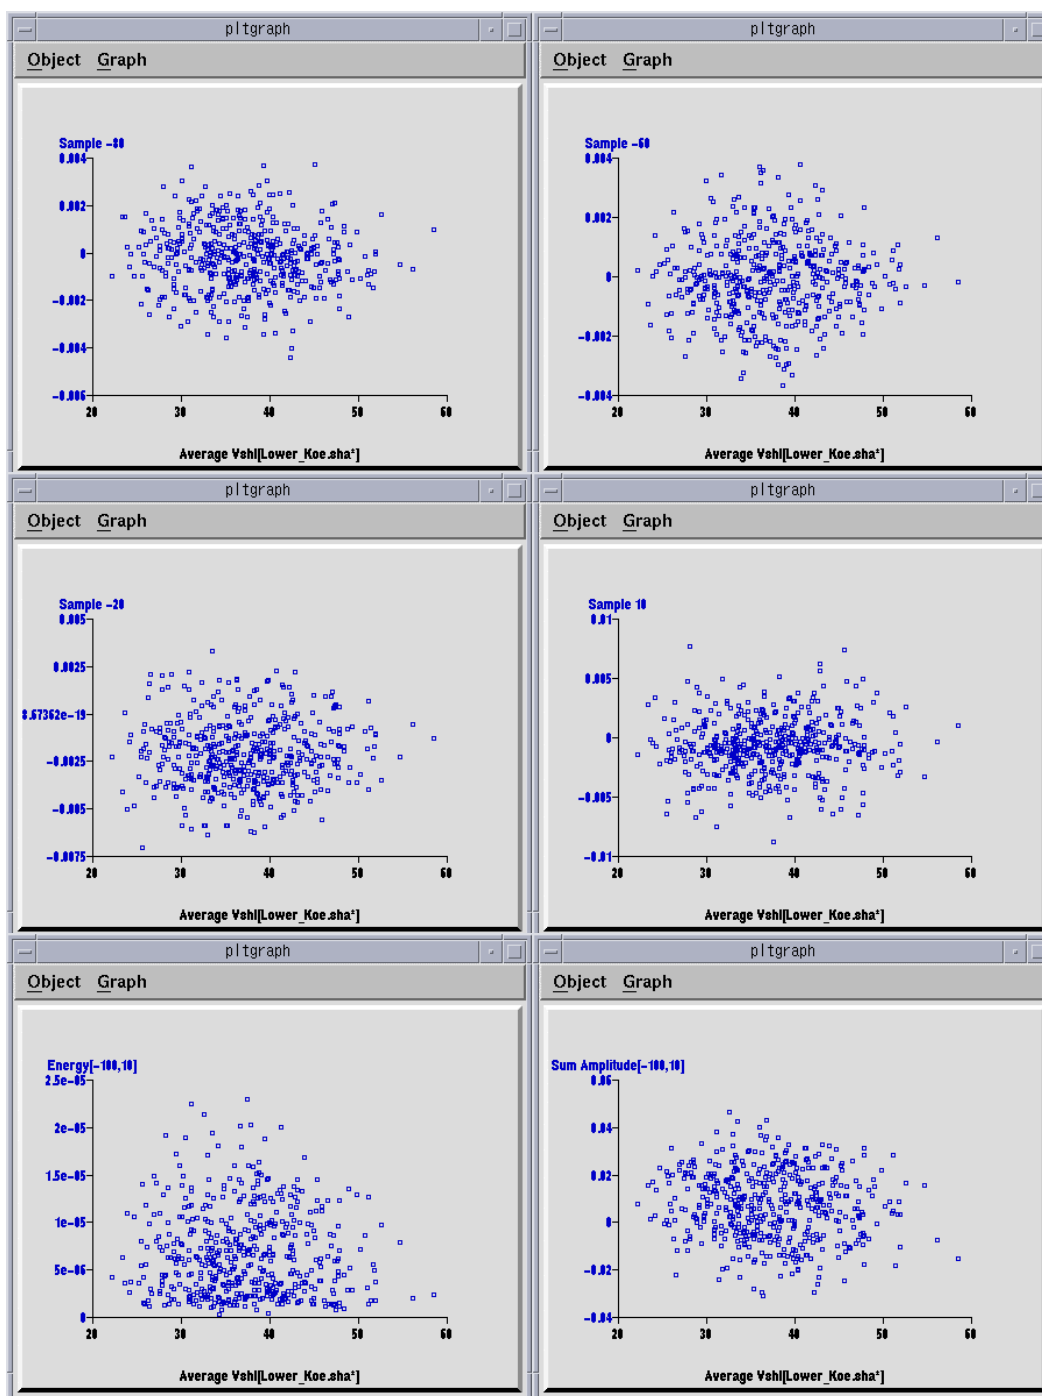 pltgraph
Object Graph
Sample -80
0.004
0.002
0
-0.002
-0.004
-0.006
20 30 40 50 60
Average Vshl[Lower_Koe.sha*]
pltgraph
Object Graph
Sample -60
0.004
0.002
0
-0.002
-0.004
20 30 40 50 60
Average Vshl[Lower_Koe.sha*]
pltgraph
Object Graph
Sample -20
0.005
0.0025
8.67362e-19
-0.0025
-0.005
-0.0075
20 30 40 50 60
Average Vshl[Lower_Koe.sha*]
pltgraph
Object Graph
Sample 10
0.01
0.005
0
-0.005
-0.01
20 30 40 50 60
Average Vshl[Lower_Koe.sha*]
pltgraph
Object Graph
Energy[-100,10]
2.5e-05
2e-05
1.5e-05
1e-05
5e-06
0
20 30 40 50 60
Average Vshl[Lower_Koe.sha*]
pltgraph
Object Graph
Sum Amplitude[-100,10]
0.06
0.04
0.02
0
-0.02
-0.04
20 30 40 50 60
Average Vshl[Lower_Koe.sha*]